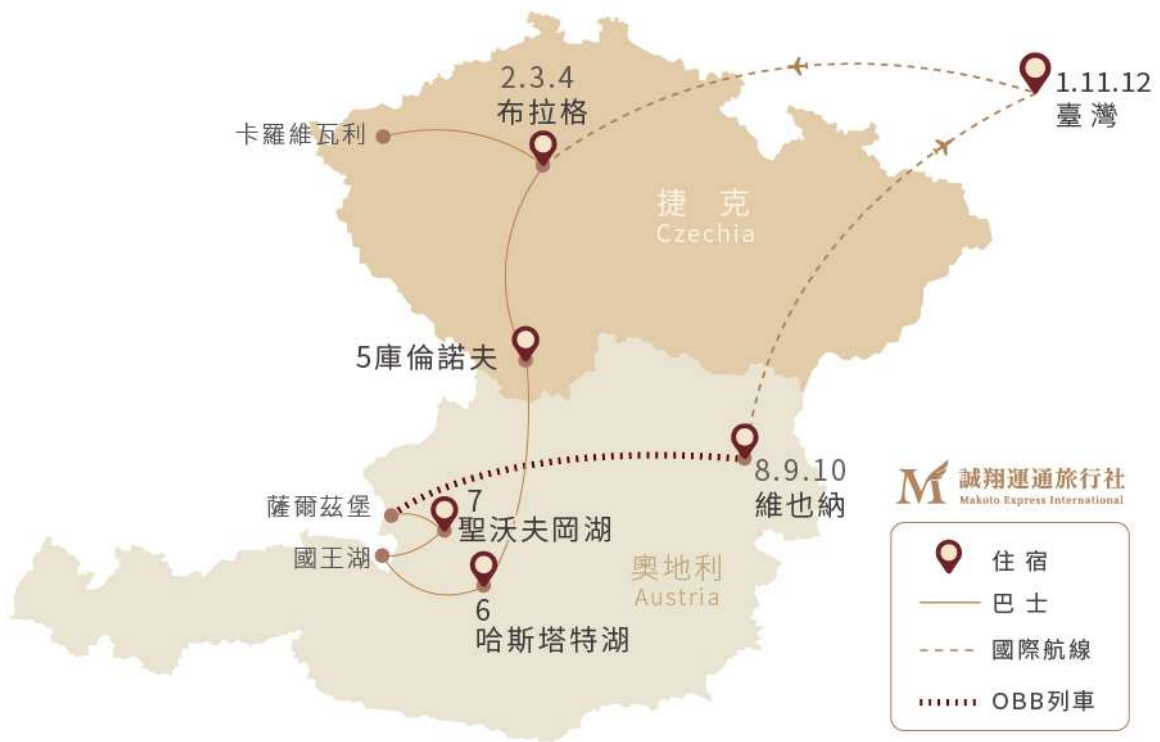 2.3.4
布拉格
1.11.12
臺灣
卡羅維瓦利
捷克
Czechia
5庫倫諾夫
8.9.10
維也納
薩爾茲堡
7
聖沃夫岡湖
國王湖
奧地利
Austria
6
哈斯塔特湖
M 誠翔運通旅行社
Makoto Express International
住宿
巴士
國際航線
OBB列車